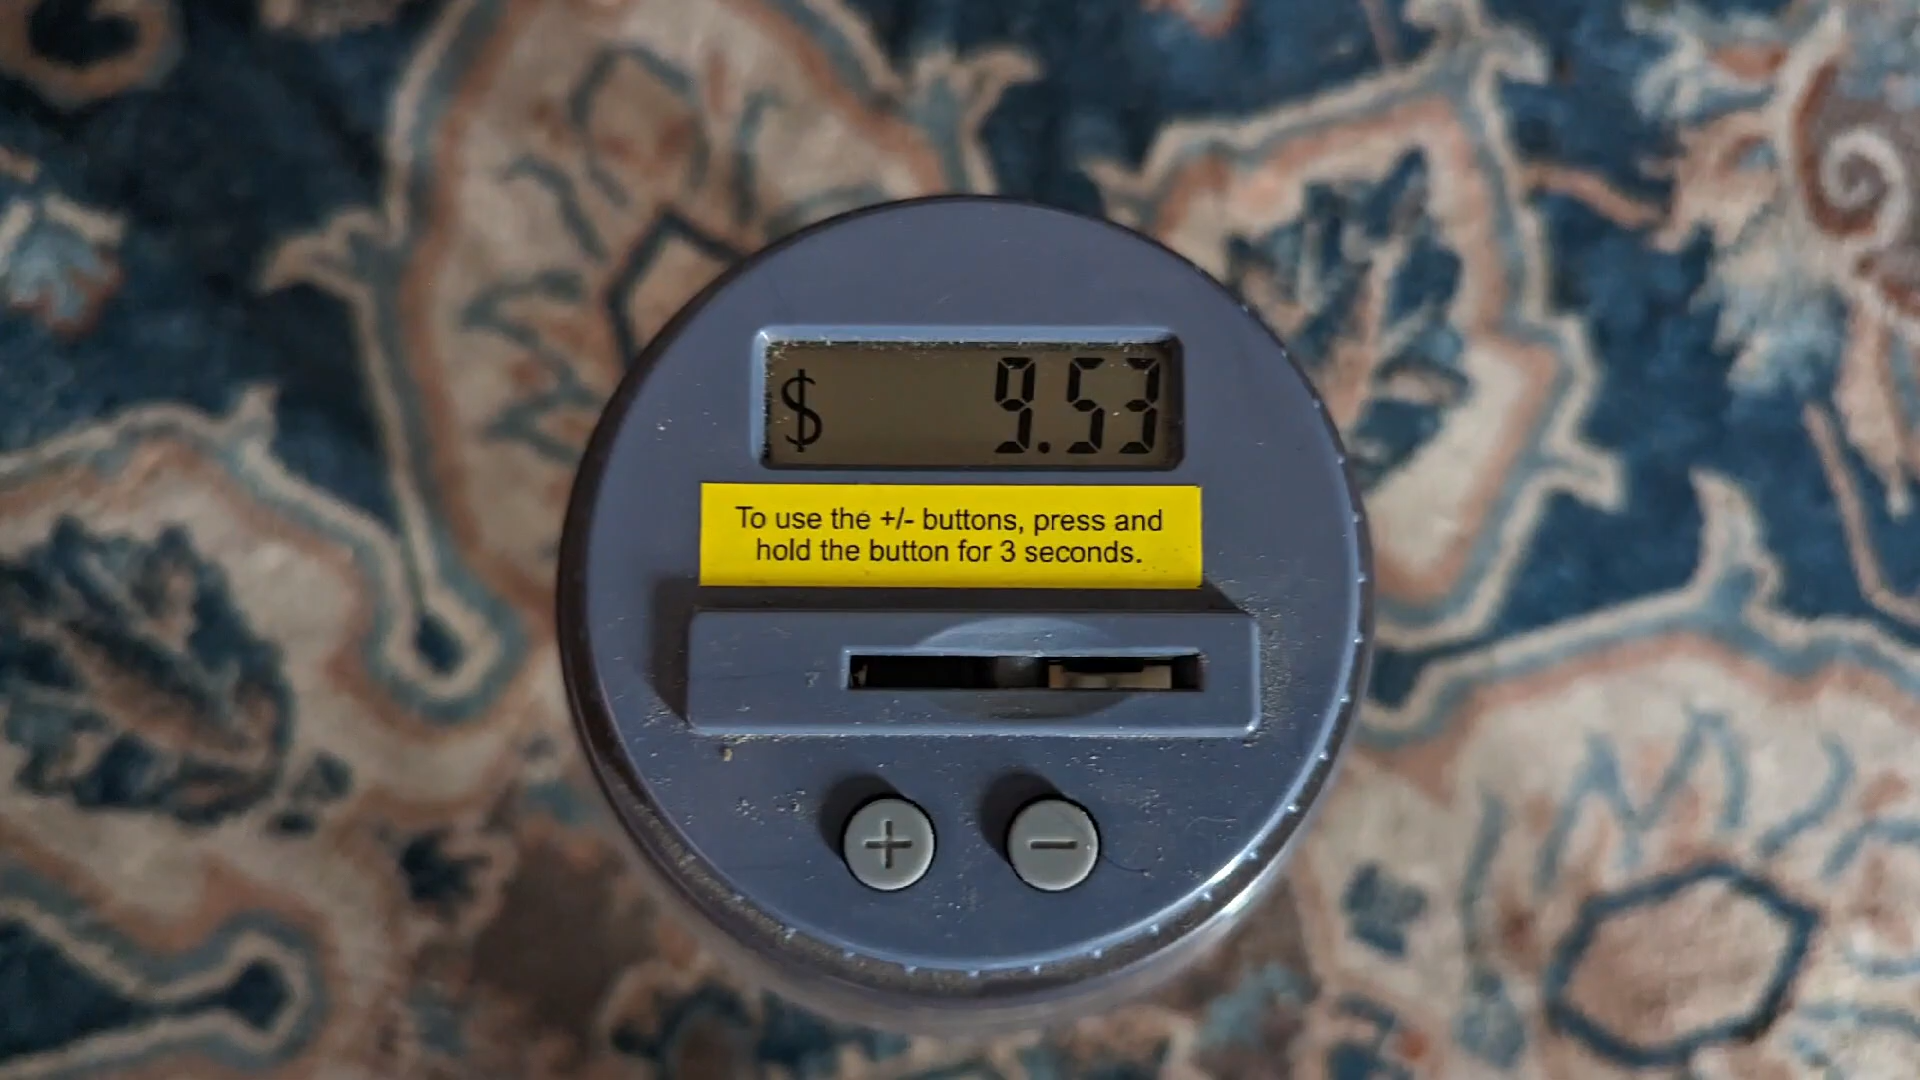 $ 9.53
To use the +/- buttons, press and
hold the button for 3 seconds.
+ −